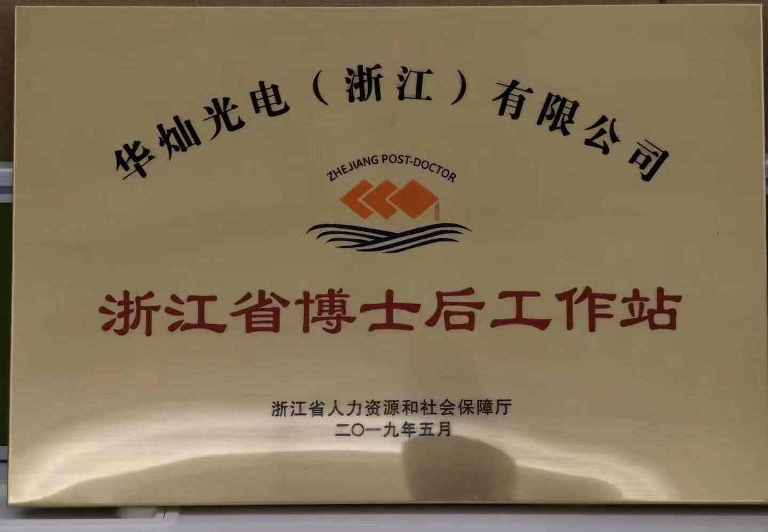 华灿光电（浙江）有限公司
ZHEJIANG POST-DOCTOR
浙江省博士后工作站
浙江省人力资源和社会保障厅
二〇一九年五月